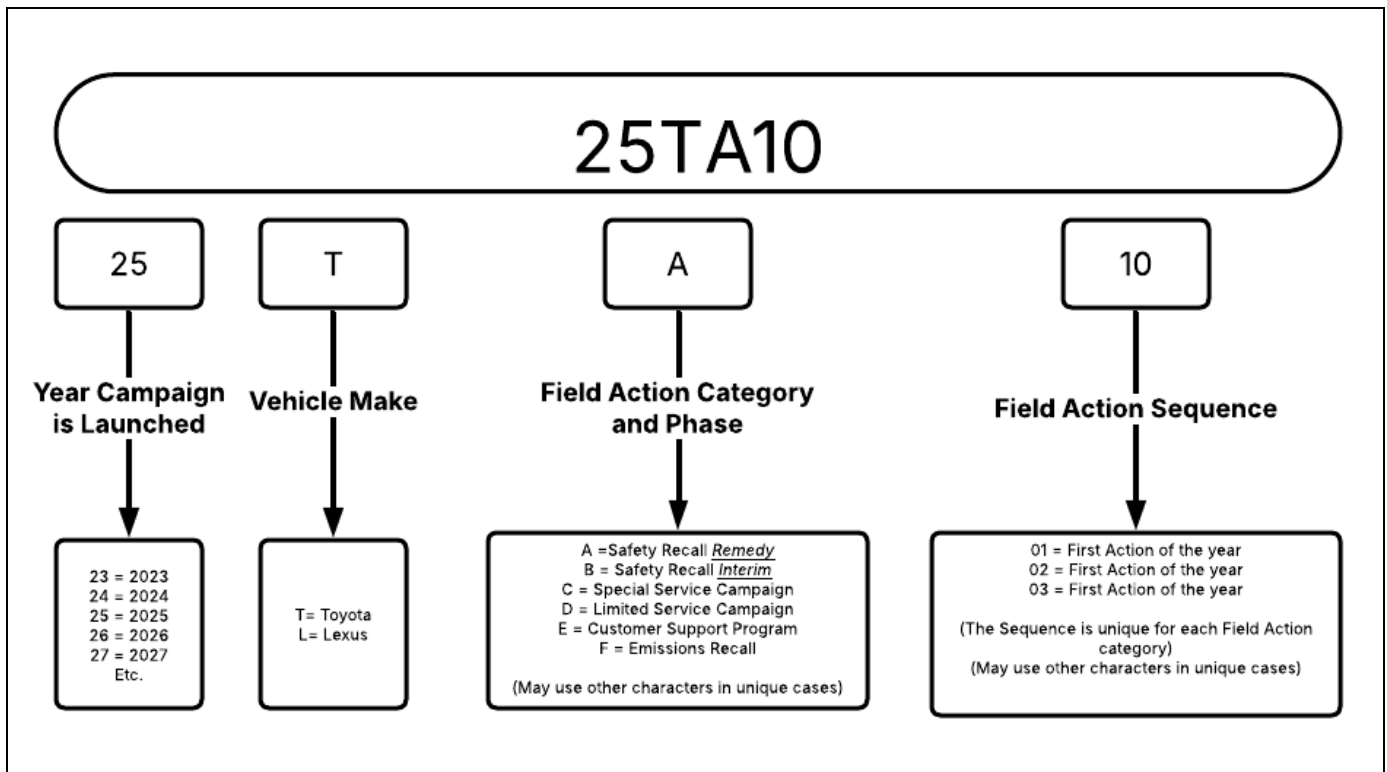 25TA10
25
T
A
10
Year Campaign
is Launched
Vehicle Make
Field Action Category
and Phase
Field Action Sequence
23 = 2023
24 = 2024
25 = 2025
26 = 2026
27 = 2027
Etc.
T= Toyota
L= Lexus
A =Safety Recall Remedy
B = Safety Recall Interim
C = Special Service Campaign
D = Limited Service Campaign
E = Customer Support Program
F = Emissions Recall
(May use other characters in unique cases)
01 = First Action of the year
02 = First Action of the year
03 = First Action of the year
(The Sequence is unique for each Field Action
category)
(May use other characters in unique cases)